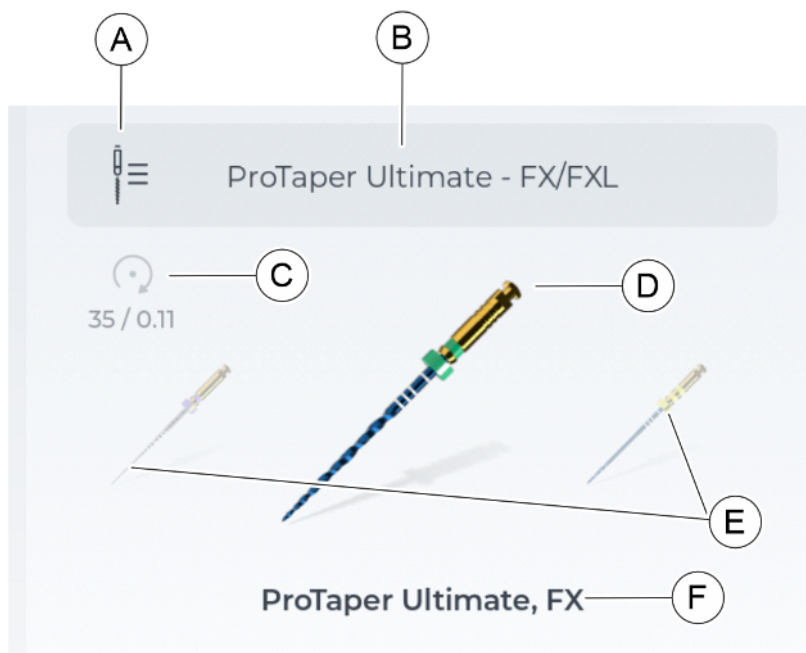 A
B
ProTaper Ultimate - FX/FXL
C
D
35 / 0.11
E
ProTaper Ultimate, FX
F